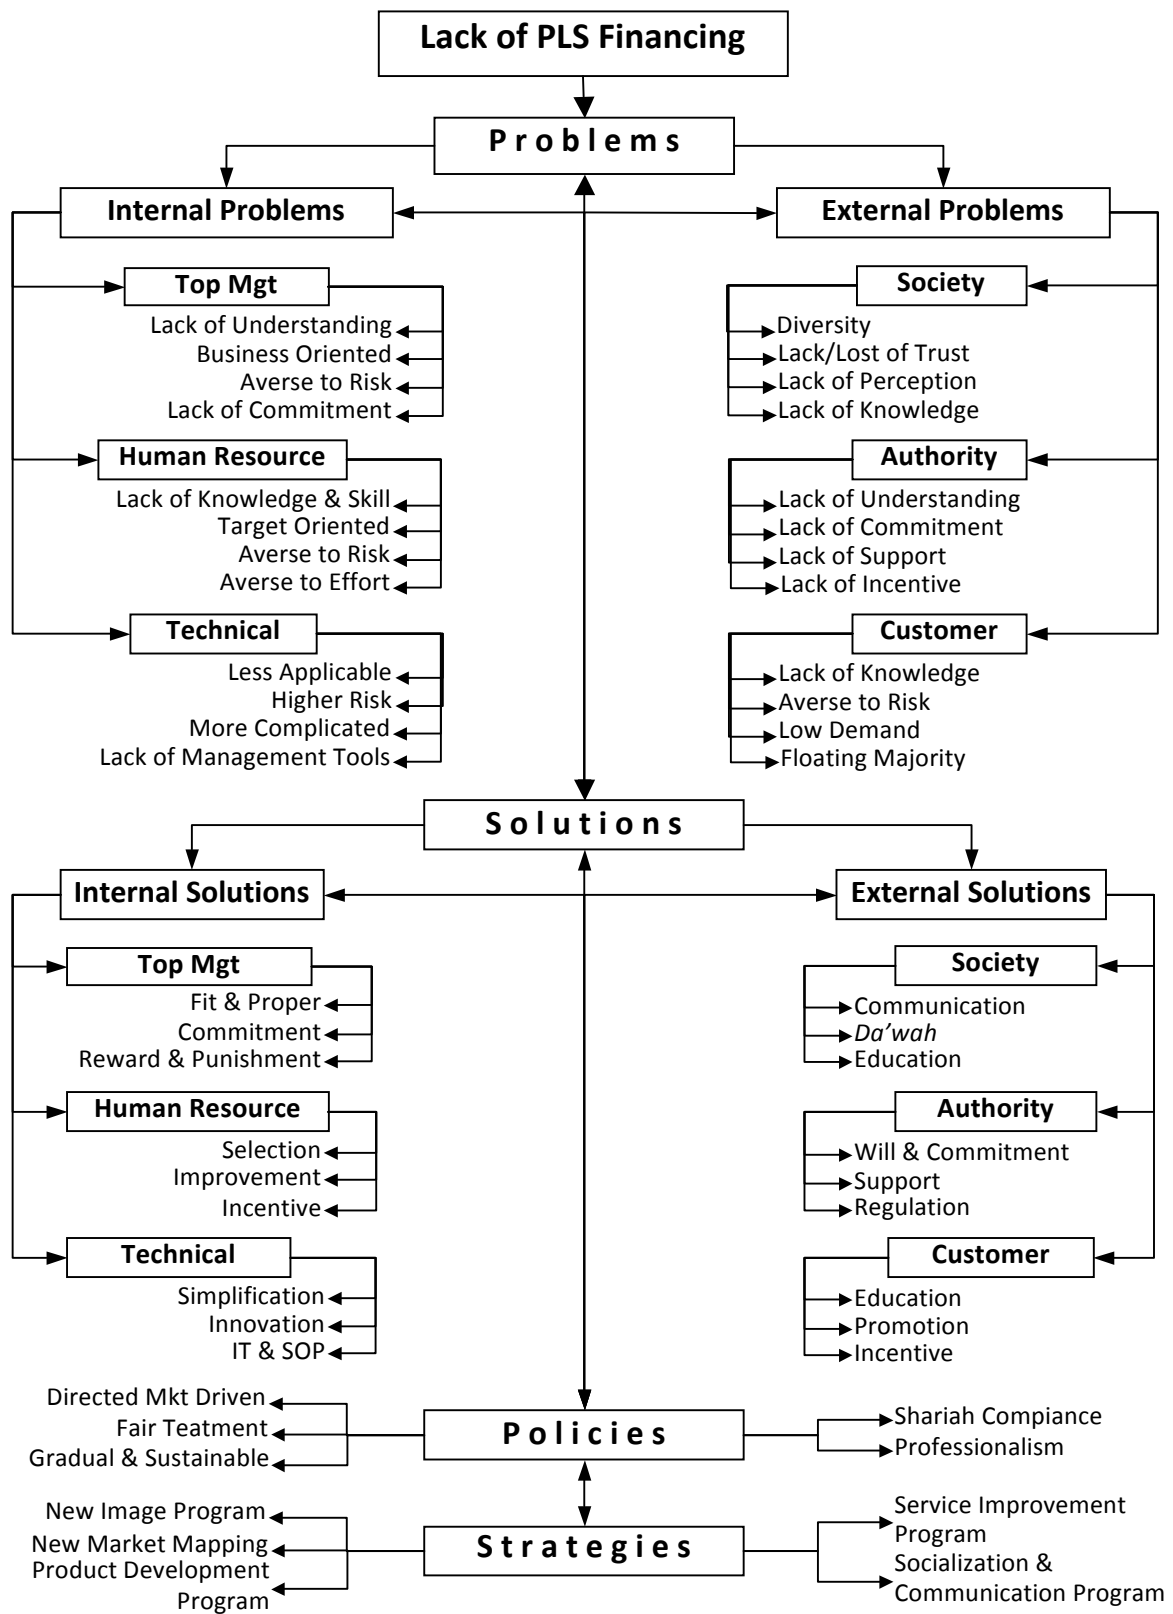 Lack of PLS Financing
Problems
Internal Problems
External Problems
Top Mgt
Lack of Understanding
Business Oriented
Averse to Risk
Lack of Commitment
Human Resource
Lack of Knowledge & Skill
Target Oriented
Averse to Risk
Averse to Effort
Technical
Less Applicable
Higher Risk
More Complicated
Lack of Management Tools
Society
Diversity
Lack/Lost of Trust
Lack of Perception
Lack of Knowledge
Authority
Lack of Understanding
Lack of Commitment
Lack of Support
Lack of Incentive
Customer
Lack of Knowledge
Averse to Risk
Low Demand
Floating Majority
Solutions
Internal Solutions
External Solutions
Top Mgt
Fit & Proper
Commitment
Reward & Punishment
Human Resource
Selection
Improvement
Incentive
Technical
Simplification
Innovation
IT & SOP
Society
Communication
Da’wah
Education
Authority
Will & Commitment
Support
Regulation
Customer
Education
Promotion
Incentive
Directed Mkt Driven
Fair Teatment
Gradual & Sustainable
Policies
Shariah Compiance
Professionalism
New Image Program
New Market Mapping
Product Development
Program
Strategies
Service Improvement
Program
Socialization &
Communication Program